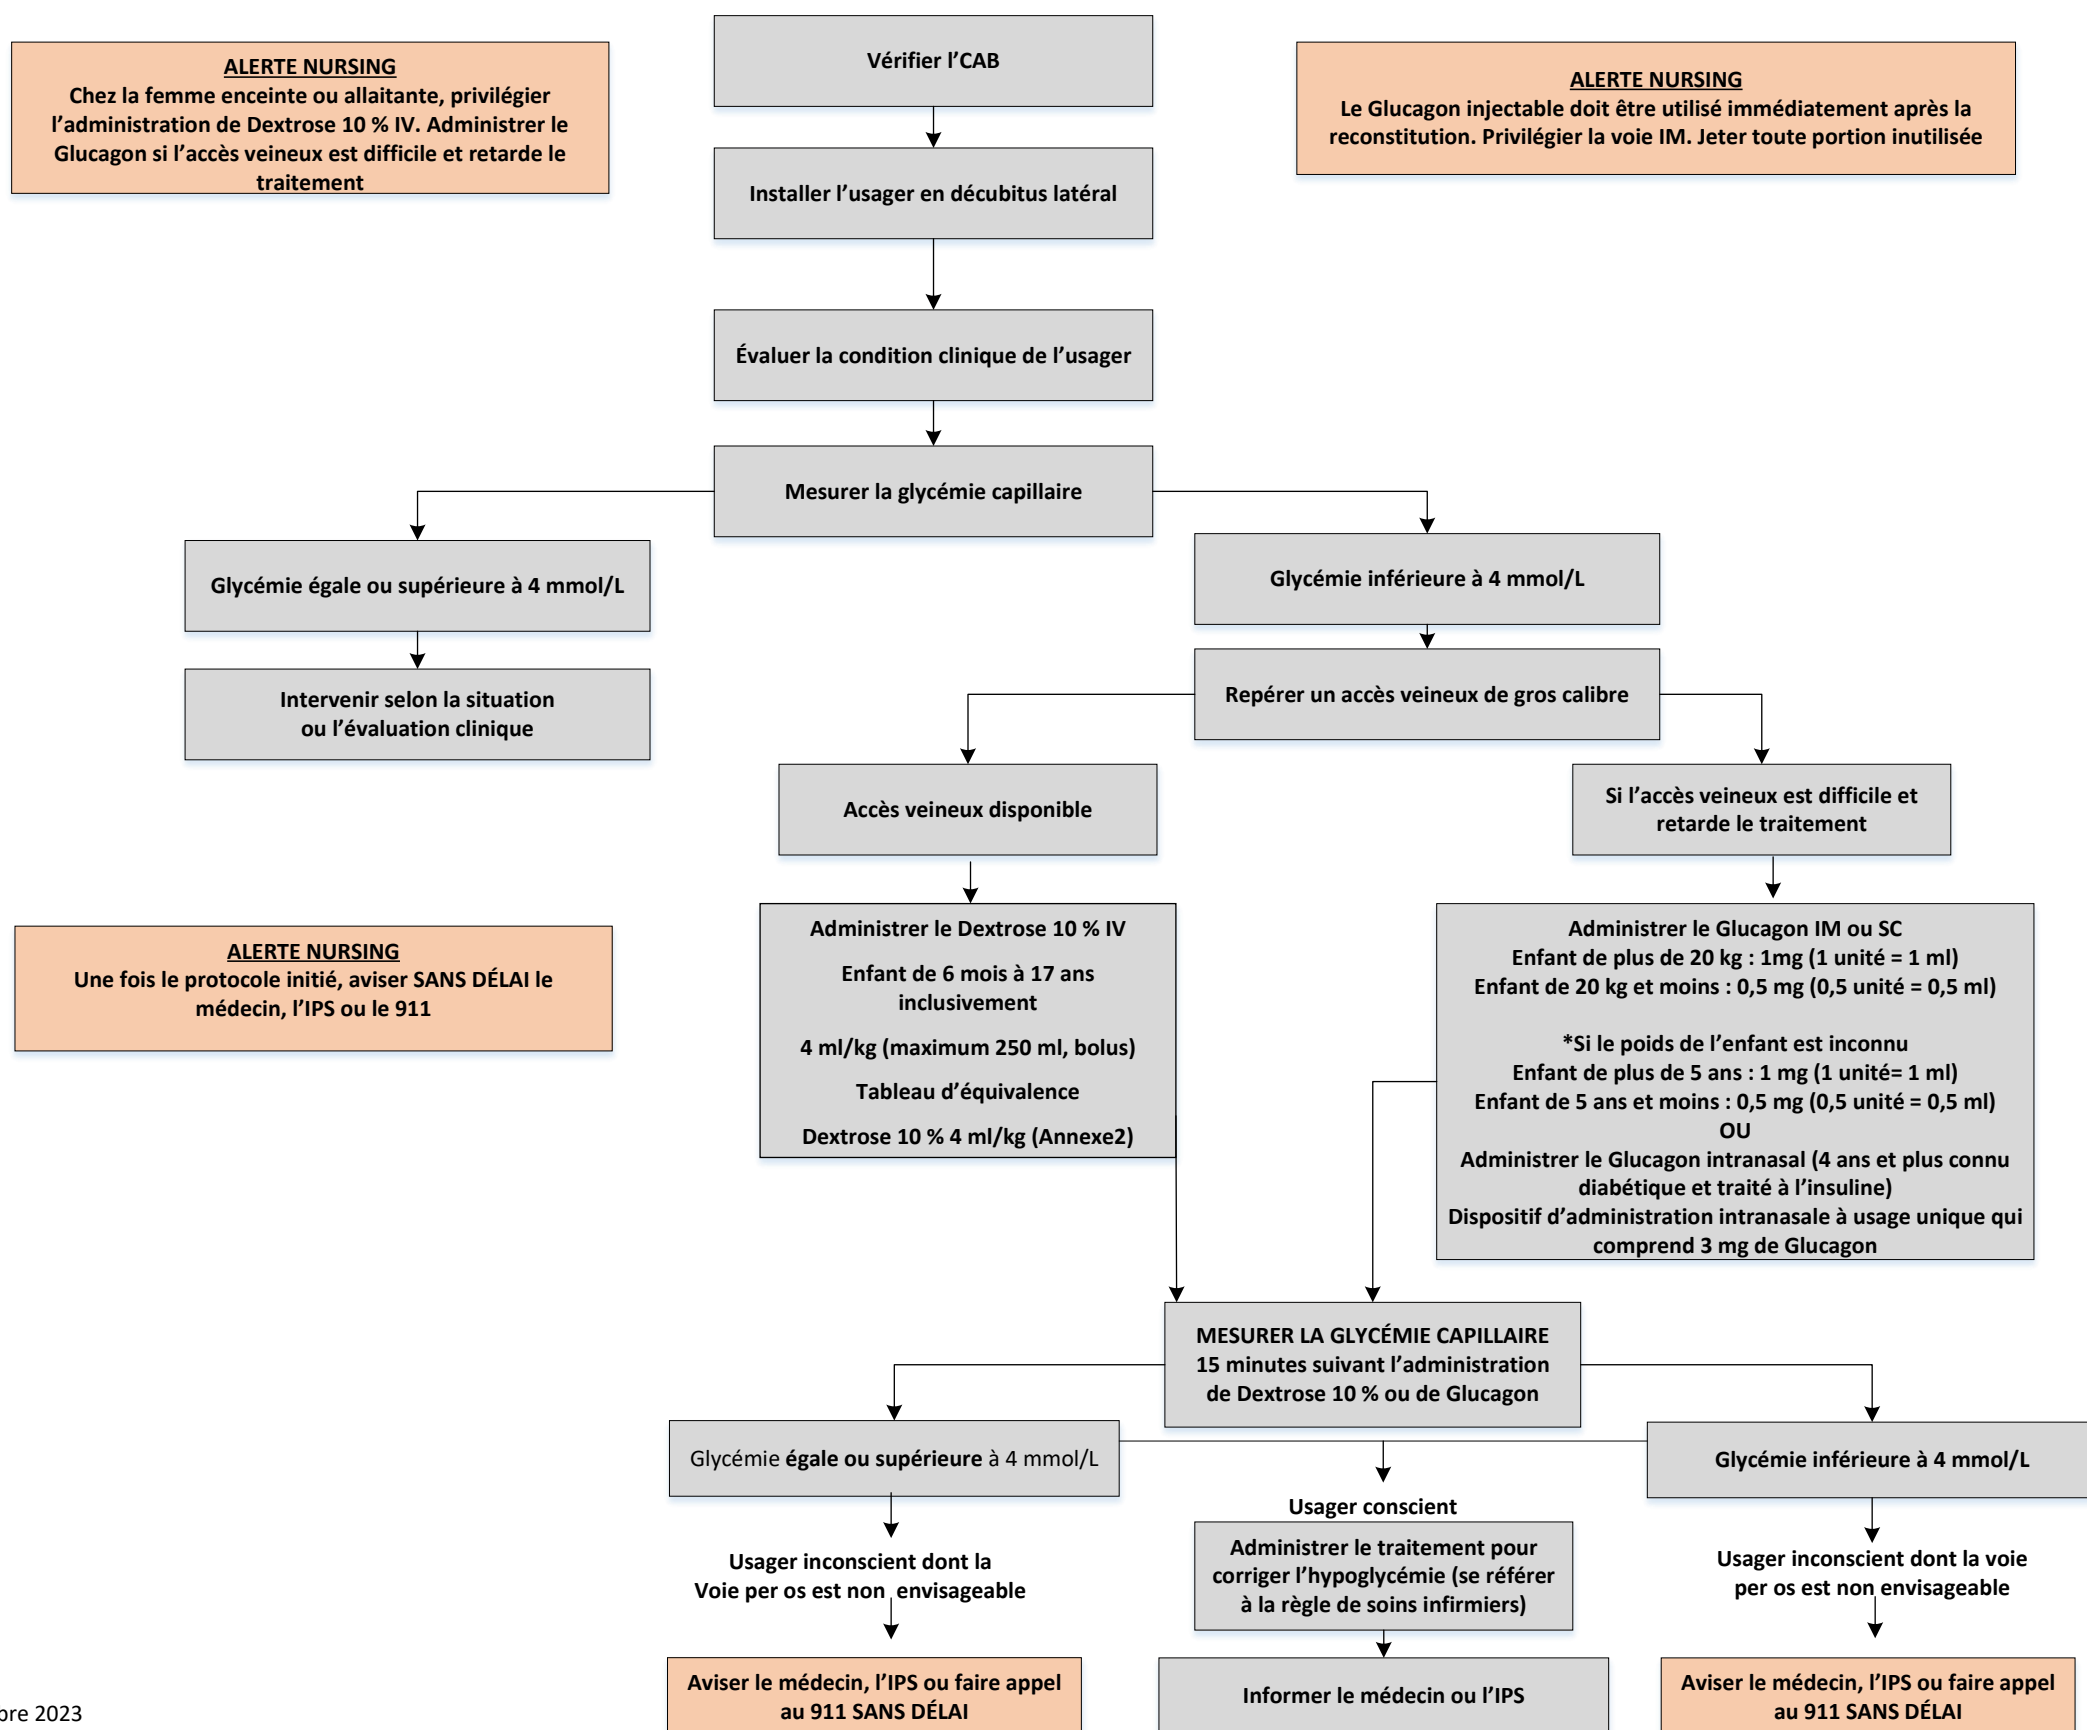 Vérifier l’CAB
ALERTE NURSING
Chez la femme enceinte ou allaitante, privilégier
l’administration de Dextrose 10 % IV. Administrer le
Glucagon si l’accès veineux est difficile et retarde le
traitement
ALERTE NURSING
Le Glucagon injectable doit être utilisé immédiatement après la
reconstitution. Privilégier la voie IM. Jeter toute portion inutilisée
Installer l’usager en décubitus latéral
Évaluer la condition clinique de l’usager
Mesurer la glycémie capillaire
Glycémie égale ou supérieure à 4 mmol/L
Glycémie inférieure à 4 mmol/L
Intervenir selon la situation
ou l’évaluation clinique
Repérer un accès veineux de gros calibre
Accès veineux disponible
Si l’accès veineux est difficile et
retarde le traitement
ALERTE NURSING
Une fois le protocole initié, aviser SANS DÉLAI le
médecin, l’IPS ou le 911
Administrer le Dextrose 10 % IV
Enfant de 6 mois à 17 ans
inclusivement
4 ml/kg (maximum 250 ml, bolus)
Tableau d’équivalence
Dextrose 10 % 4 ml/kg (Annexe2)
Administrer le Glucagon IM ou SC
Enfant de plus de 20 kg : 1mg (1 unité = 1 ml)
Enfant de 20 kg et moins : 0,5 mg (0,5 unité = 0,5 ml)
*Si le poids de l’enfant est inconnu
Enfant de plus de 5 ans : 1 mg (1 unité= 1 ml)
Enfant de 5 ans et moins : 0,5 mg (0,5 unité = 0,5 ml)
OU
Administrer le Glucagon intranasal (4 ans et plus connu
diabétique et traité à l’insuline)
Dispositif d’administration intranasale à usage unique qui
comprend 3 mg de Glucagon
MESURER LA GLYCÉMIE CAPILLAIRE
15 minutes suivant l’administration
de Dextrose 10 % ou de Glucagon
Glycémie égale ou supérieure à 4 mmol/L
Glycémie inférieure à 4 mmol/L
Usager inconscient dont la
Voie per os est non envisageable
Usager conscient
Administrer le traitement pour
corriger l’hypoglycémie (se référer
à la règle de soins infirmiers)
Usager inconscient dont la voie
per os est non envisageable
Aviser le médecin, l’IPS ou faire appel
au 911 SANS DÉLAI
Informer le médecin ou l’IPS
Aviser le médecin, l’IPS ou faire appel
au 911 SANS DÉLAI
bre 2023